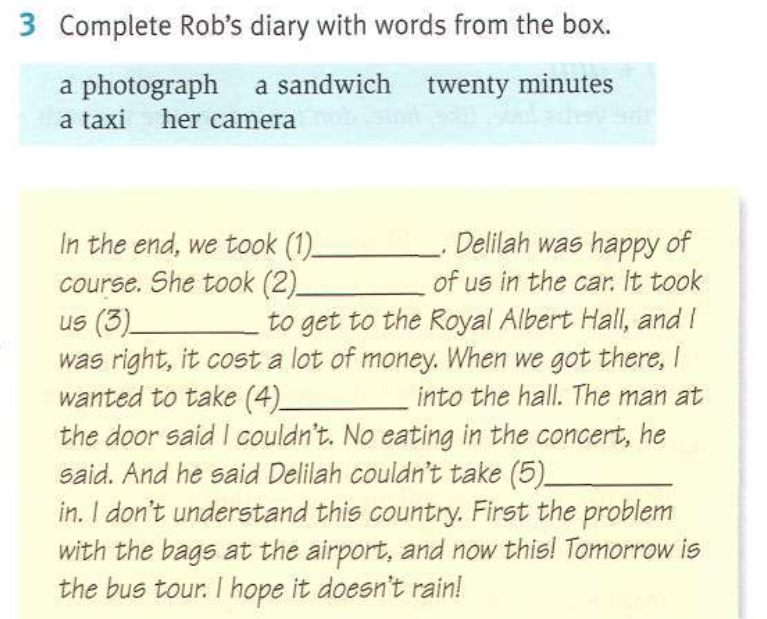 3 Complete Rob's diary with words from the box.
a photograph a sandwich twenty minutes
a taxi her camera
In the end, we took (1)_________. Delilah was happy of
course. She took (2)_________ of us in the car. It took
us (3)_________ to get to the Royal Albert Hall, and I
was right, it cost a lot of money. When we got there, I
wanted to take (4)_________ into the hall. The man at
the door said I couldn't. No eating in the concert, he
said. And he said Delilah couldn't take (5)_________
in. I don't understand this country. First the problem
with the bags at the airport, and now this! Tomorrow is
the bus tour. I hope it doesn't rain!